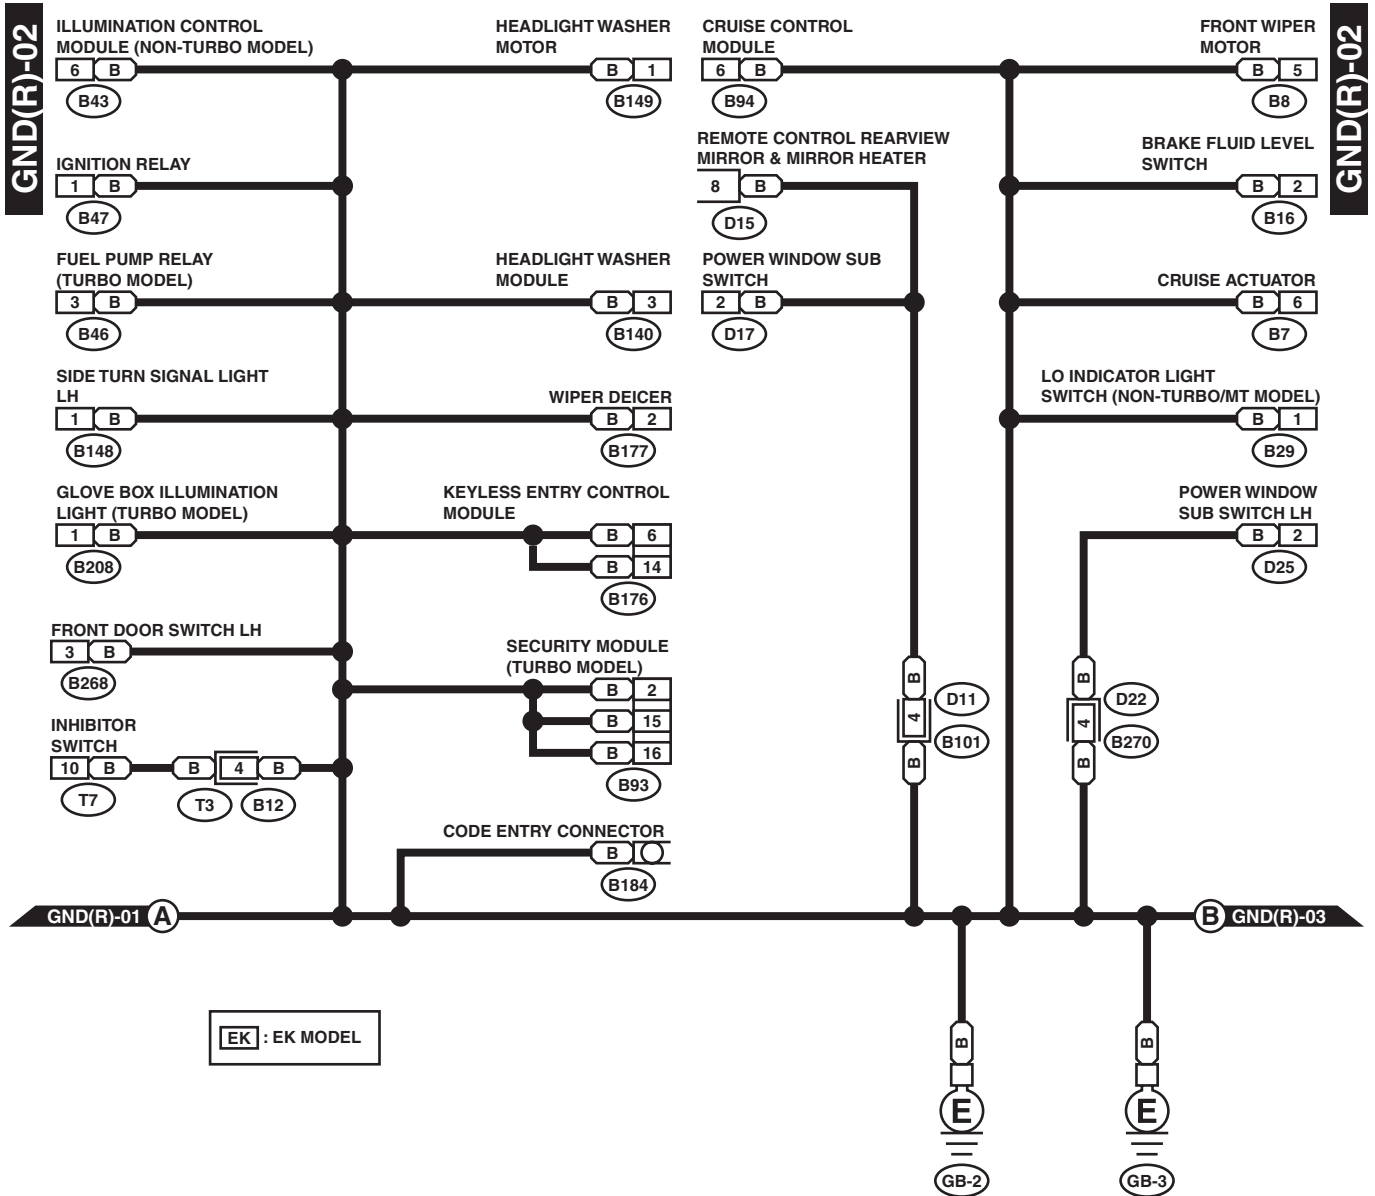 GND(R)-02
GND(R)-02
ILLUMINATION CONTROL
MODULE (NON-TURBO MODEL)
6 B
B43
HEADLIGHT WASHER
MOTOR
B 1
B149
CRUISE CONTROL
MODULE
6 B
B94
FRONT WIPER
MOTOR
B 5
B8
IGNITION RELAY
1 B
B47
REMOTE CONTROL REARVIEW
MIRROR & MIRROR HEATER
8 B
D15
BRAKE FLUID LEVEL
SWITCH
B 2
B16
FUEL PUMP RELAY
(TURBO MODEL)
3 B
B46
HEADLIGHT WASHER
MODULE
B 3
B140
POWER WINDOW SUB
SWITCH
2 B
D17
CRUISE ACTUATOR
B 6
B7
SIDE TURN SIGNAL LIGHT
LH
1 B
B148
WIPER DEICER
B 2
B177
LO INDICATOR LIGHT
SWITCH (NON-TURBO/MT MODEL)
B 1
B29
GLOVE BOX ILLUMINATION
LIGHT (TURBO MODEL)
1 B
B208
KEYLESS ENTRY CONTROL
MODULE
B 6
B 14
B176
POWER WINDOW
SUB SWITCH LH
B 2
D25
FRONT DOOR SWITCH LH
3 B
B268
SECURITY MODULE
(TURBO MODEL)
B 2
B 15
B 16
B93
INHIBITOR
SWITCH
10 B
T7
B 4 B
T3 B12
B
4
B
D11
B101
B
4
B
D22
B270
CODE ENTRY CONNECTOR
B
B184
GND(R)-01 A
B GND(R)-03
EK : EK MODEL
B
E
GB-2
B
E
GB-3